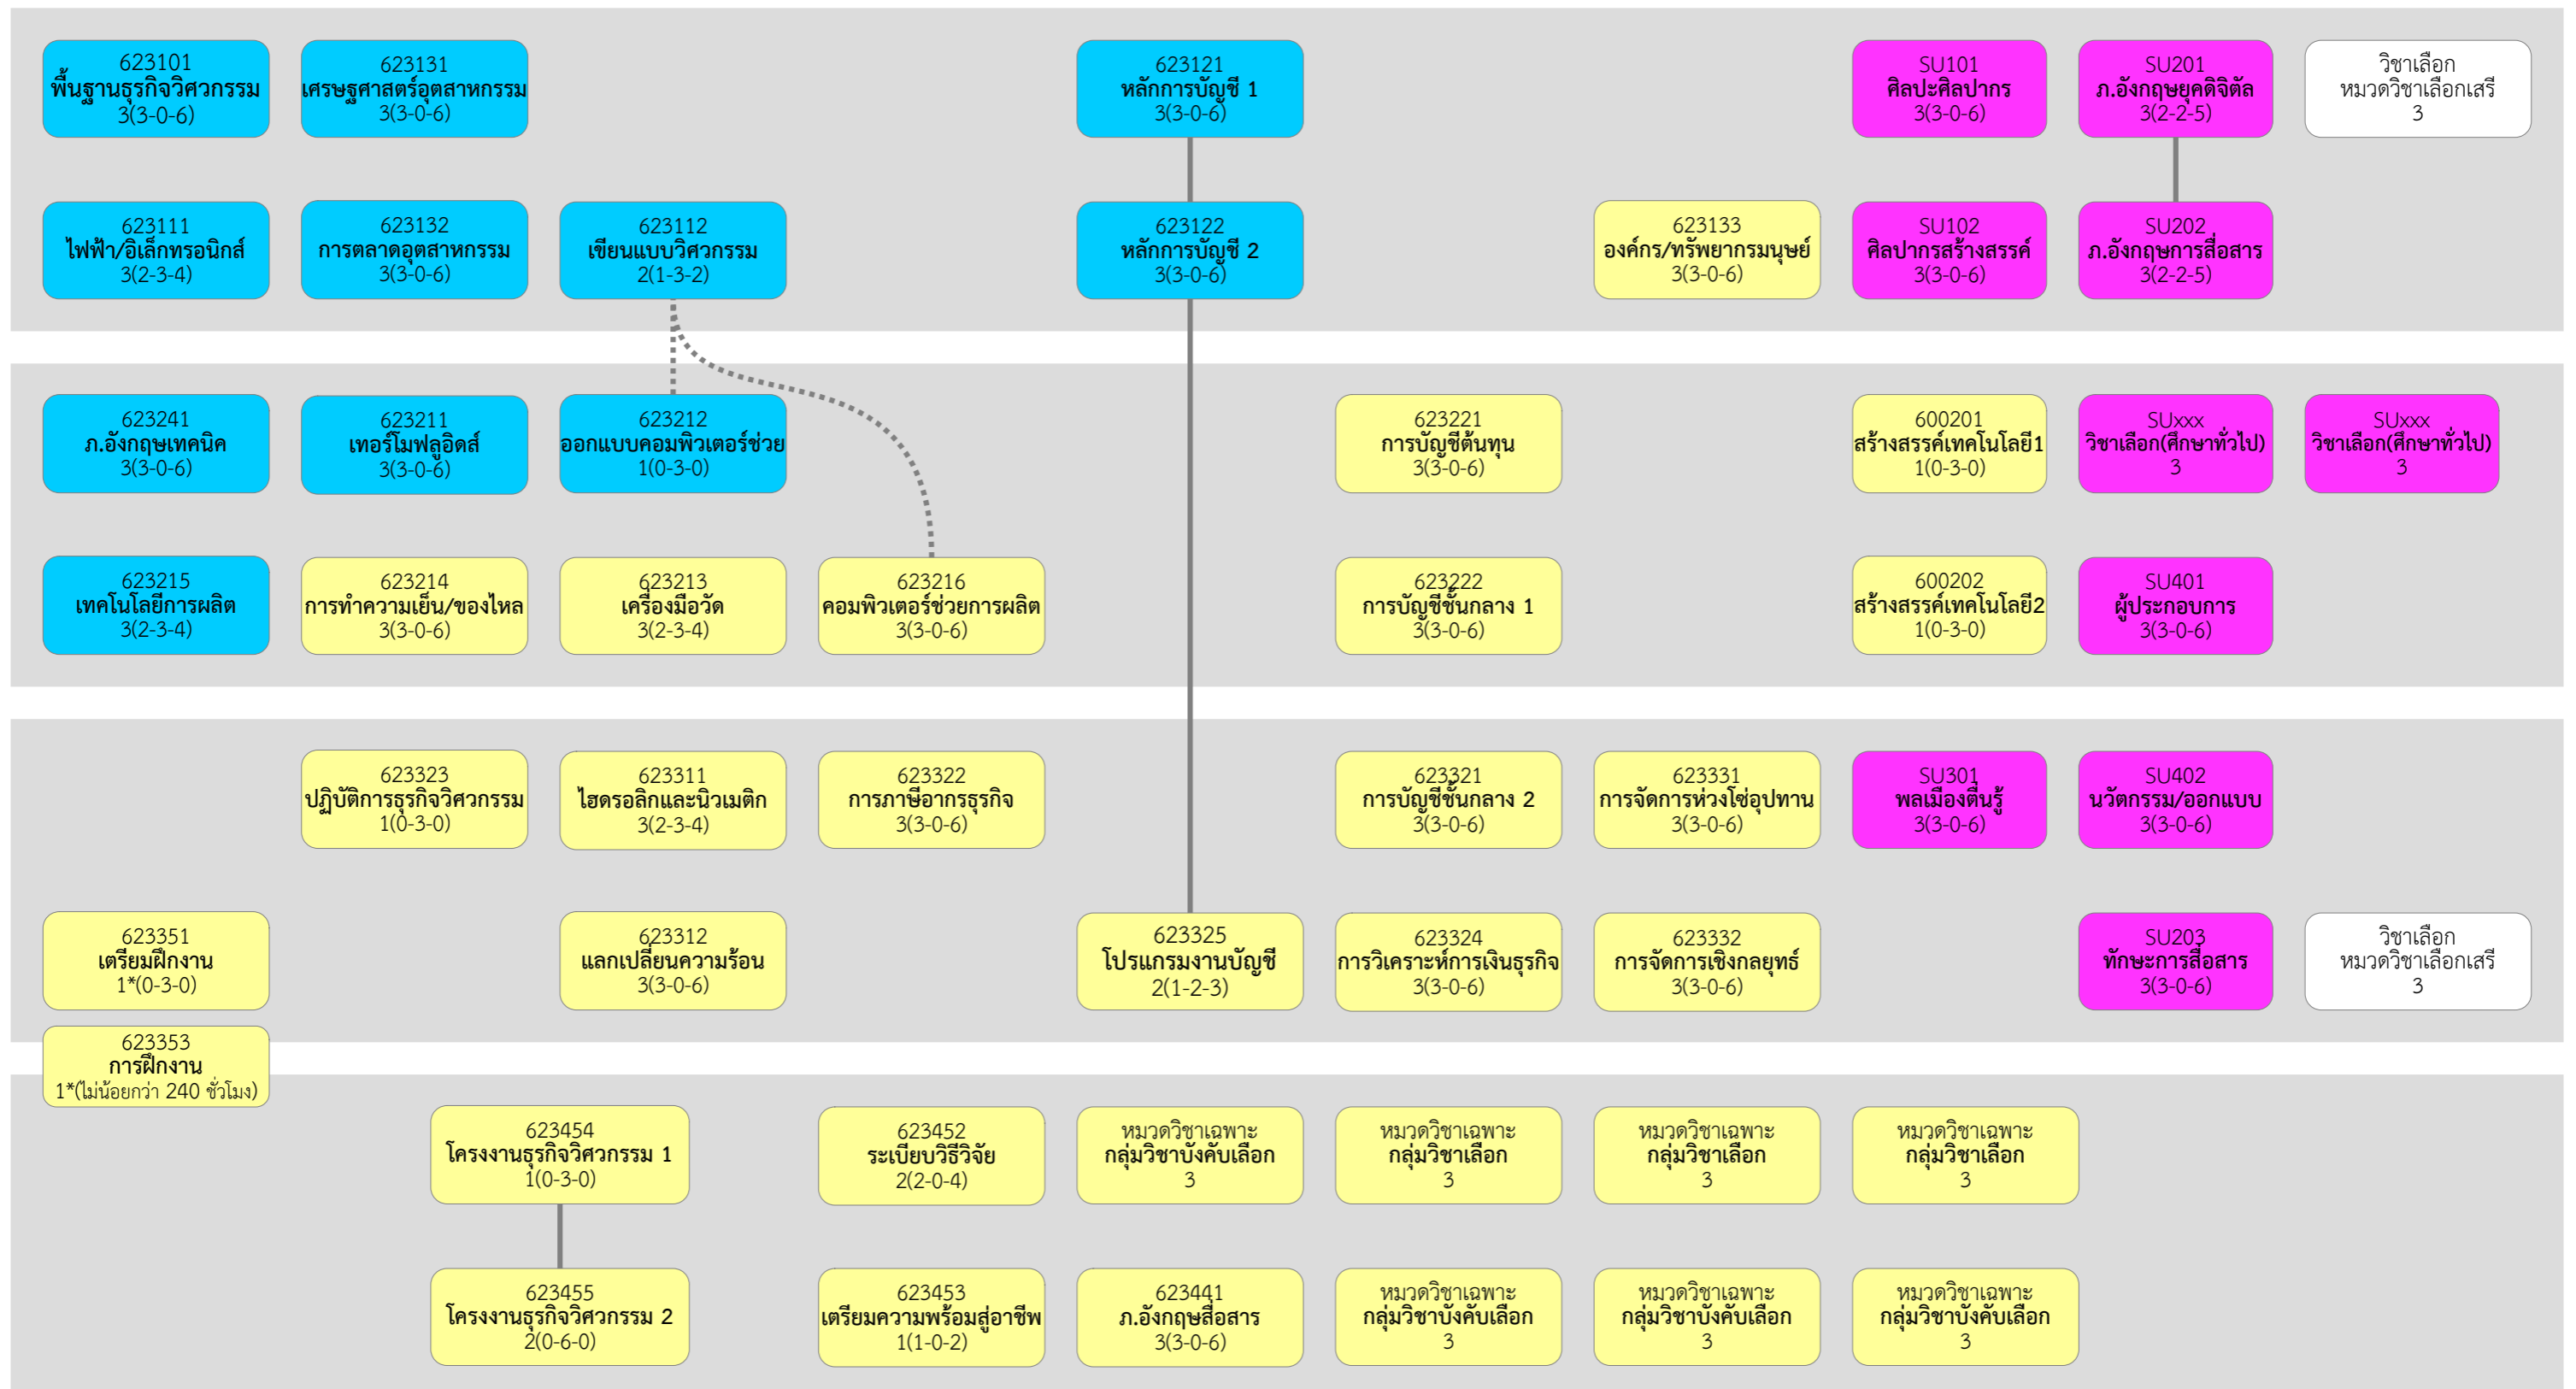 623101
พื้นฐานธุรกิจวิศวกรรม
3(3-0-6)
623131
เศรษฐศาสตร์อุตสาหกรรม
3(3-0-6)
623121
หลักการบัญชี 1
3(3-0-6)
SU101
ศิลปะศิลปากร
3(3-0-6)
SU201
ภ.อังกฤษยุคดิจิตัล
3(2-2-5)
วิชาเลือก
หมวดวิชาเลือกเสรี
3
623111
ไฟฟ้า/อิเล็กทรอนิกส์
3(2-3-4)
623132
การตลาดอุตสาหกรรม
3(3-0-6)
623112
เขียนแบบวิศวกรรม
2(1-3-2)
623122
หลักการบัญชี 2
3(3-0-6)
623133
องค์กร/ทรัพยากรมนุษย์
3(3-0-6)
SU102
ศิลปากรสร้างสรรค์
3(3-0-6)
SU202
ภ.อังกฤษการสื่อสาร
3(2-2-5)
623241
ภ.อังกฤษเทคนิค
3(3-0-6)
623211
เทอร์โมฟลูอิดส์
3(3-0-6)
623212
ออกแบบคอมพิวเตอร์ช่วย
1(0-3-0)
623221
การบัญชีต้นทุน
3(3-0-6)
600201
สร้างสรรค์เทคโนโลยี1
1(0-3-0)
SUxxx
วิชาเลือก(ศึกษาทั่วไป)
3
SUxxx
วิชาเลือก(ศึกษาทั่วไป)
3
623215
เทคโนโลยีการผลิต
3(2-3-4)
623214
การทำความเย็น/ของไหล
3(3-0-6)
623213
เครื่องมือวัด
3(2-3-4)
623216
คอมพิวเตอร์ช่วยการผลิต
3(3-0-6)
623222
การบัญชีชั้นกลาง 1
3(3-0-6)
600202
สร้างสรรค์เทคโนโลยี2
1(0-3-0)
SU401
ผู้ประกอบการ
3(3-0-6)
623323
ปฏิบัติการธุรกิจวิศวกรรม
1(0-3-0)
623311
ไฮดรอลิกและนิวเมติก
3(2-3-4)
623322
การภาษีอากรธุรกิจ
3(3-0-6)
623321
การบัญชีชั้นกลาง 2
3(3-0-6)
623331
การจัดการห่วงโซ่อุปทาน
3(3-0-6)
SU301
พลเมืองตื่นรู้
3(3-0-6)
SU402
นวัตกรรม/ออกแบบ
3(3-0-6)
623351
เตรียมฝึกงาน
1*(0-3-0)
623312
แลกเปลี่ยนความร้อน
3(3-0-6)
623325
โปรแกรมงานบัญชี
2(1-2-3)
623324
การวิเคราะห์การเงินธุรกิจ
3(3-0-6)
623332
การจัดการเชิงกลยุทธ์
3(3-0-6)
SU203
ทักษะการสื่อสาร
3(3-0-6)
วิชาเลือก
หมวดวิชาเลือกเสรี
3
623353
การฝึกงาน
1*(ไม่น้อยกว่า 240 ชั่วโมง)
623454
โครงงานธุรกิจวิศวกรรม 1
1(0-3-0)
623452
ระเบียบวิธีวิจัย
2(2-0-4)
หมวดวิชาเฉพาะ
กลุ่มวิชาบังคับเลือก
3
หมวดวิชาเฉพาะ
กลุ่มวิชาเลือก
3
หมวดวิชาเฉพาะ
กลุ่มวิชาเลือก
3
หมวดวิชาเฉพาะ
กลุ่มวิชาเลือก
3
623455
โครงงานธุรกิจวิศวกรรม 2
2(0-6-0)
623453
เตรียมความพร้อมสู่อาชีพ
1(1-0-2)
623441
ภ.อังกฤษสื่อสาร
3(3-0-6)
หมวดวิชาเฉพาะ
กลุ่มวิชาบังคับเลือก
3
หมวดวิชาเฉพาะ
กลุ่มวิชาบังคับเลือก
3
หมวดวิชาเฉพาะ
กลุ่มวิชาบังคับเลือก
3